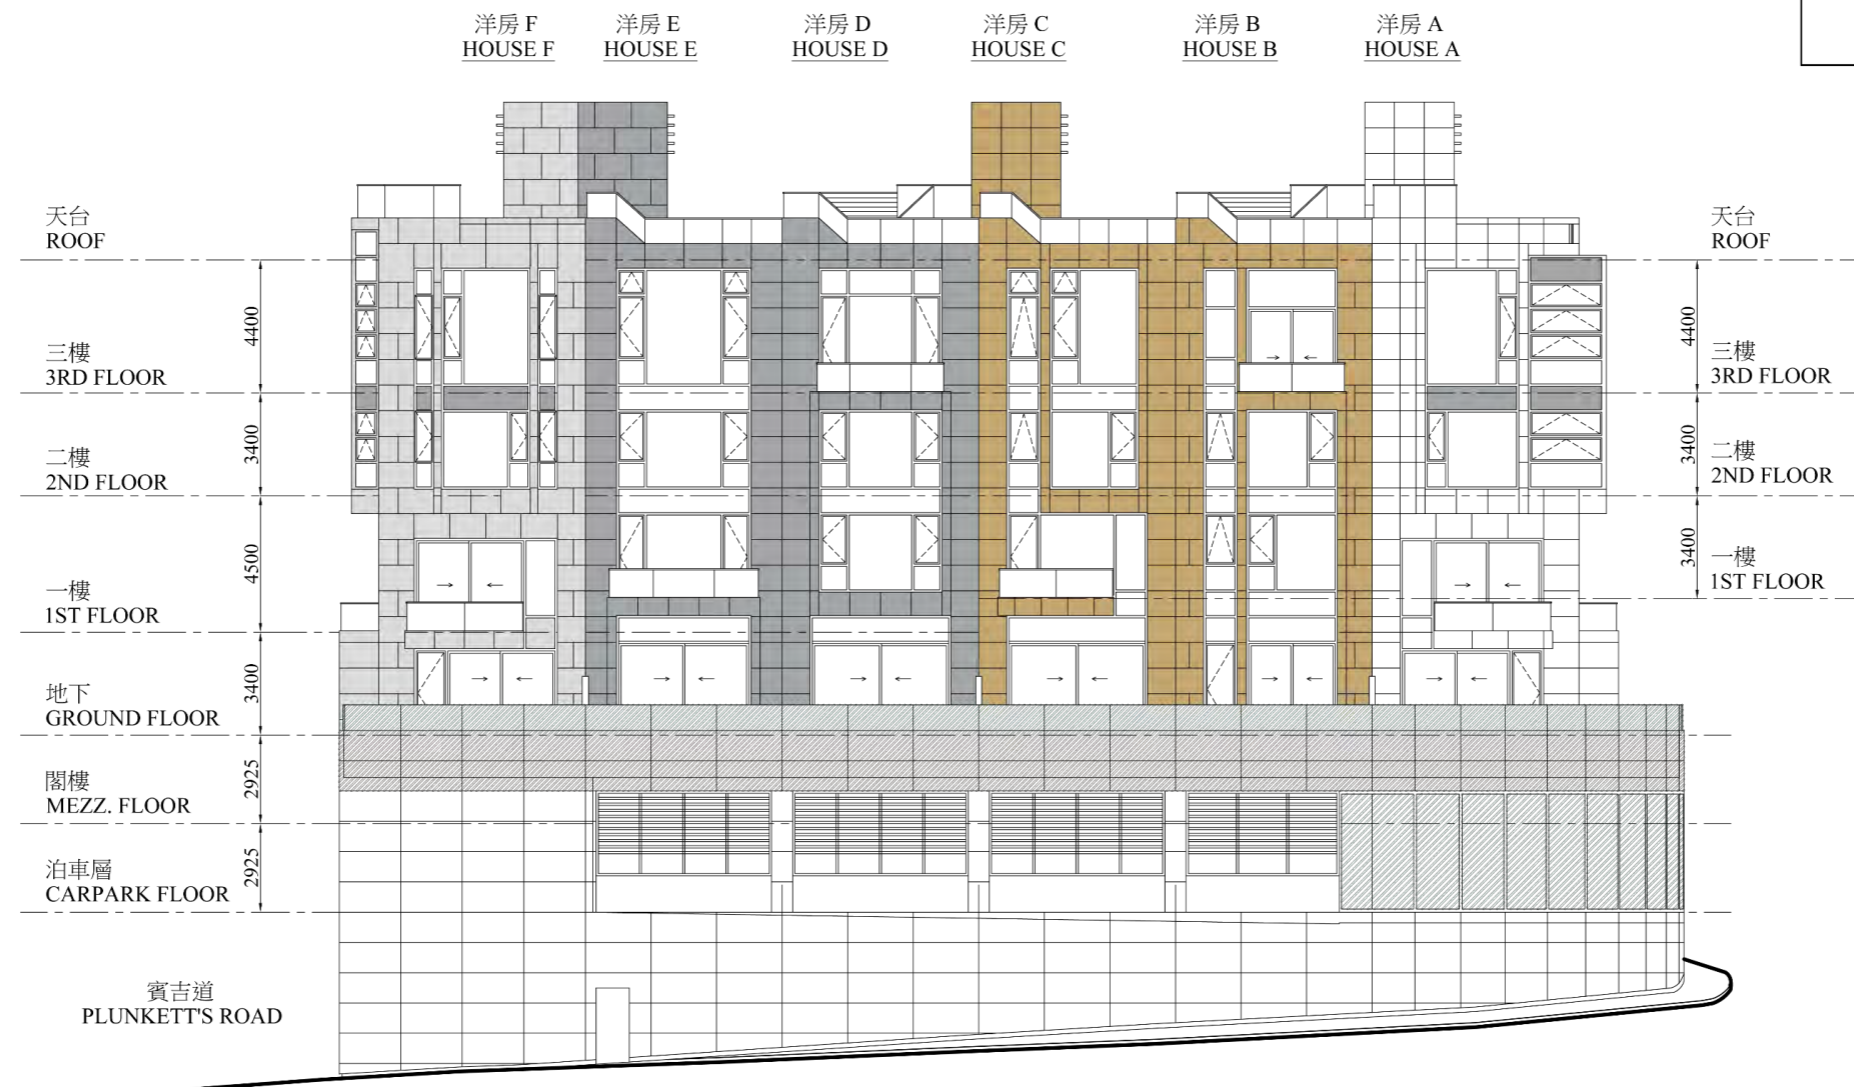 洋房 F
HOUSE F
洋房 E
HOUSE E
洋房 D
HOUSE D
洋房 C
HOUSE C
洋房 B
HOUSE B
洋房 A
HOUSE A
天台
ROOF
4400
三樓
3RD FLOOR
3400
二樓
2ND FLOOR
4500
一樓
1ST FLOOR
3400
地下
GROUND FLOOR
2925
閣樓
MEZZ. FLOOR
2925
泊車層
CARPARK FLOOR
賓吉道
PLUNKETT'S ROAD
天台
ROOF
4400
三樓
3RD FLOOR
3400
二樓
2ND FLOOR
3400
一樓
1ST FLOOR